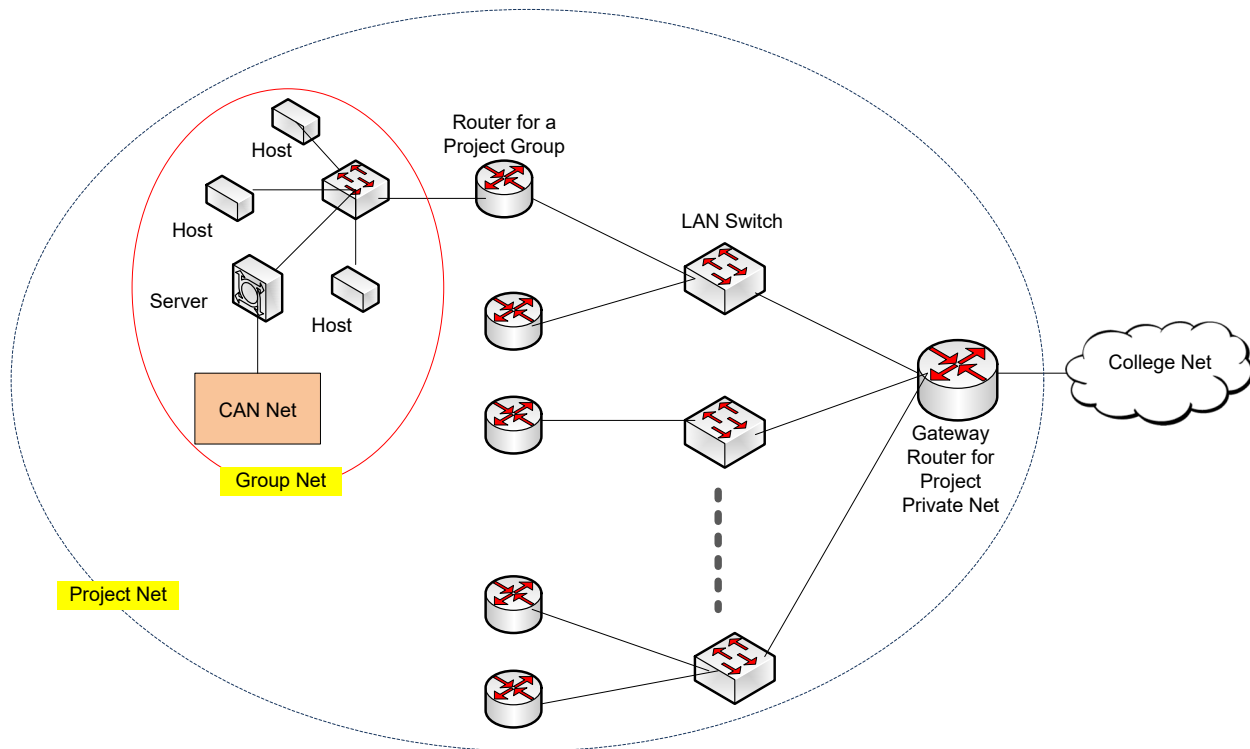 Router for a
Project Group
Host
LAN Switch
Host
Server
Host
College Net
CAN Net
Gateway
Router for
Project
Private Net
Group Net
Project Net